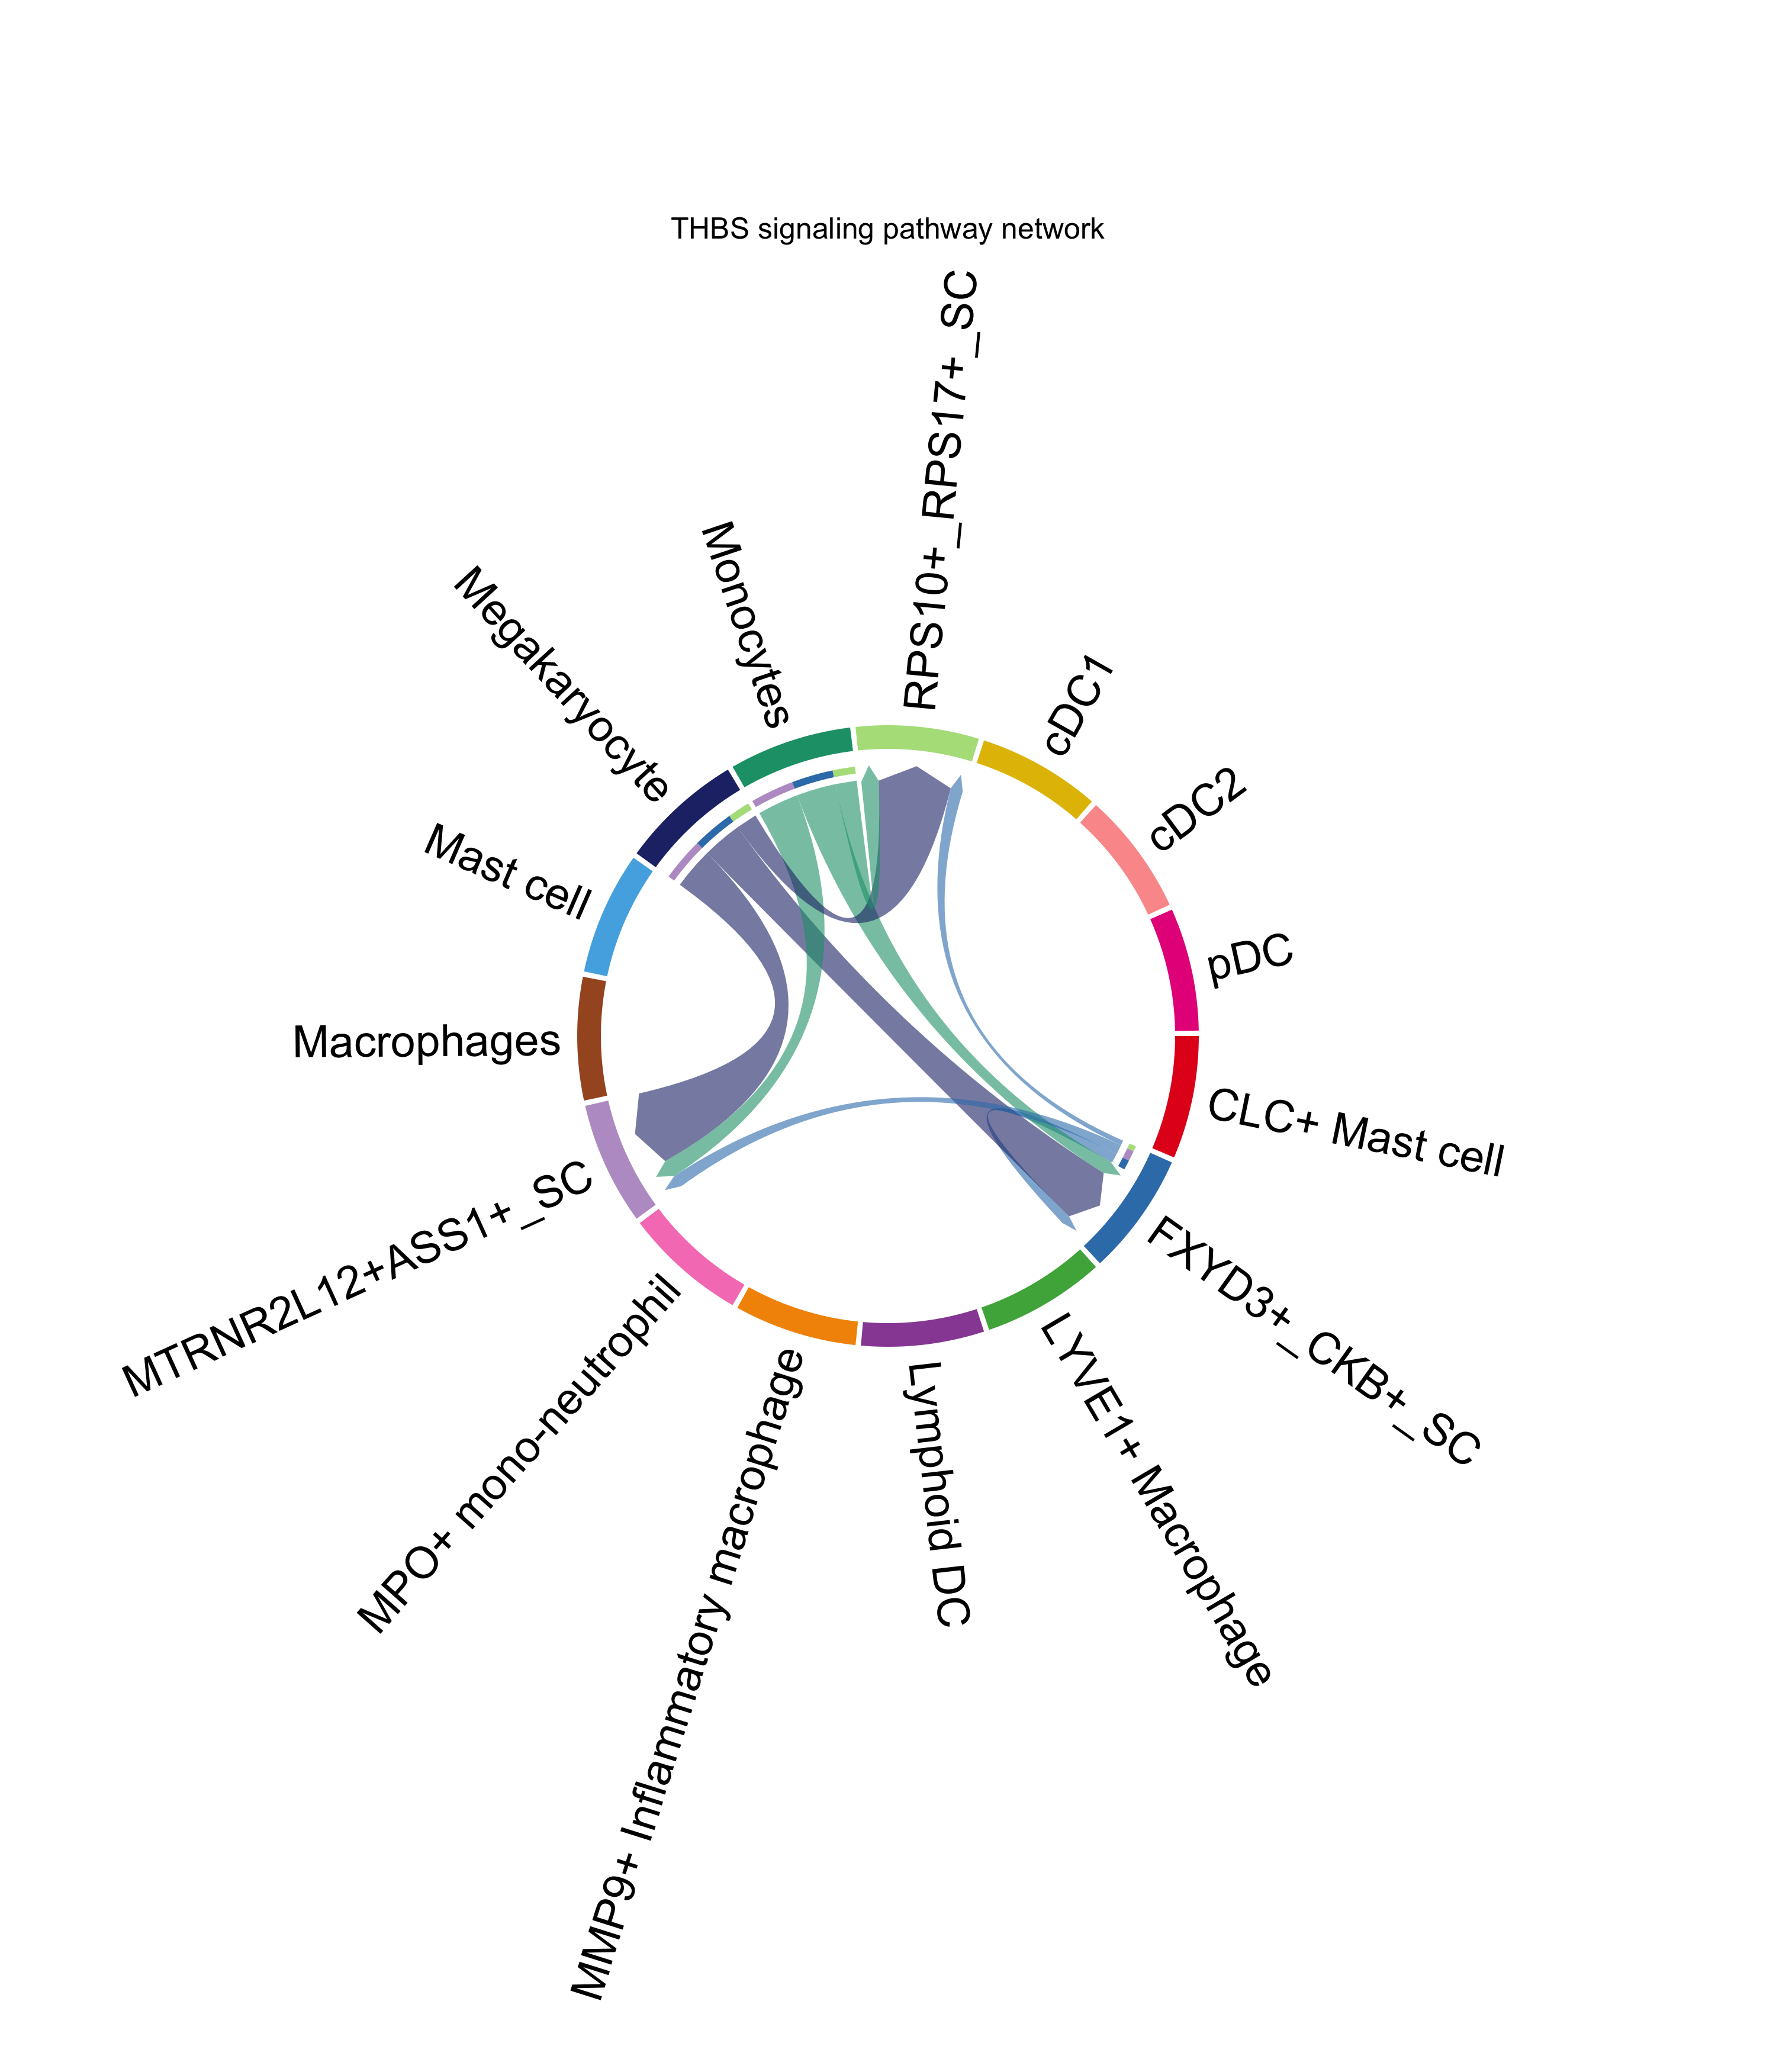 THBS signaling pathway network
RPS10+_RPS17+_SC
cDC1
cDC2
pDC
CLC+ Mast cell
FXYD3+_CKB+_SC
LYVE1+ Macrophage
Lymphoid DC
MMP9+ Inflammatory macrophage
MPO+ mono-neutrophil
MTRNR2L12+ASS1+_SC
Macrophages
Mast cell
Megakaryocyte
Monocytes